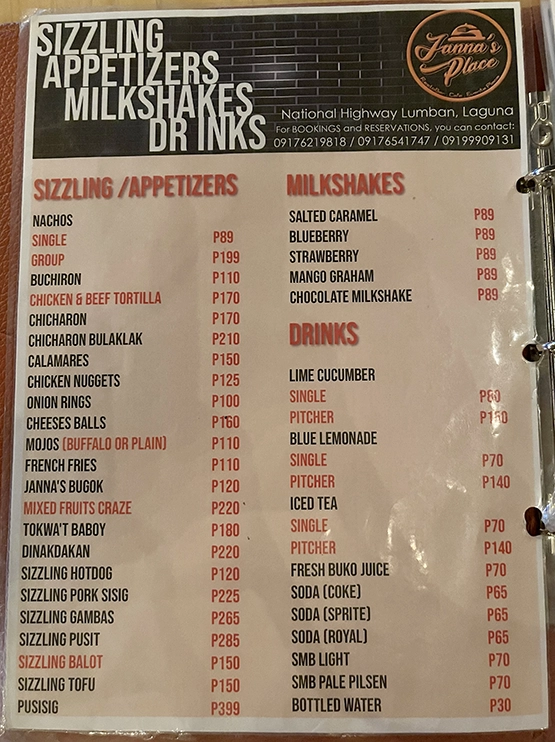 SIZZLING
APPETIZERS
MILKSHAKES
DR INKS
Janna's
Place
National Highway Lumban, Laguna
For BOOKINGS and RESERVATIONS, you can contact:
09176219818 / 09176541747 / 09199909131
SIZZLING /APPETIZERS
NACHOS
SINGLE P89
GROUP P199
BUCHIRON P110
CHICKEN & BEEF TORTILLA P170
CHICHARON P170
CHICHARON BULAKLAK P210
CALAMARES P150
CHICKEN NUGGETS P125
ONION RINGS P100
CHEESES BALLS P160
MOJOS (BUFFALO OR PLAIN) P110
FRENCH FRIES P110
JANNA'S BUGOK P120
MIXED FRUITS CRAZE P220
TOKWA'T BABOY P180
DINAKDAKAN P220
SIZZLING HOTDOG P120
SIZZLING PORK SISIG P225
SIZZLING GAMBAS P265
SIZZLING PUSIT P285
SIZZLING BALOT P150
SIZZLING TOFU P150
PUSISIG P399
MILKSHAKES
SALTED CARAMEL P89
BLUEBERRY P89
STRAWBERRY P89
MANGO GRAHAM P89
CHOCOLATE MILKSHAKE P89
DRINKS
LIME CUCUMBER
SINGLE
PITCHER
BLUE LEMONADE
SINGLE P70
PITCHER P140
ICED TEA
SINGLE P70
PITCHER P140
FRESH BUKO JUICE P70
SODA (COKE) P65
SODA (SPRITE) P65
SODA (ROYAL) P65
SMB LIGHT P70
SMB PALE PILSEN P70
BOTTLED WATER P30